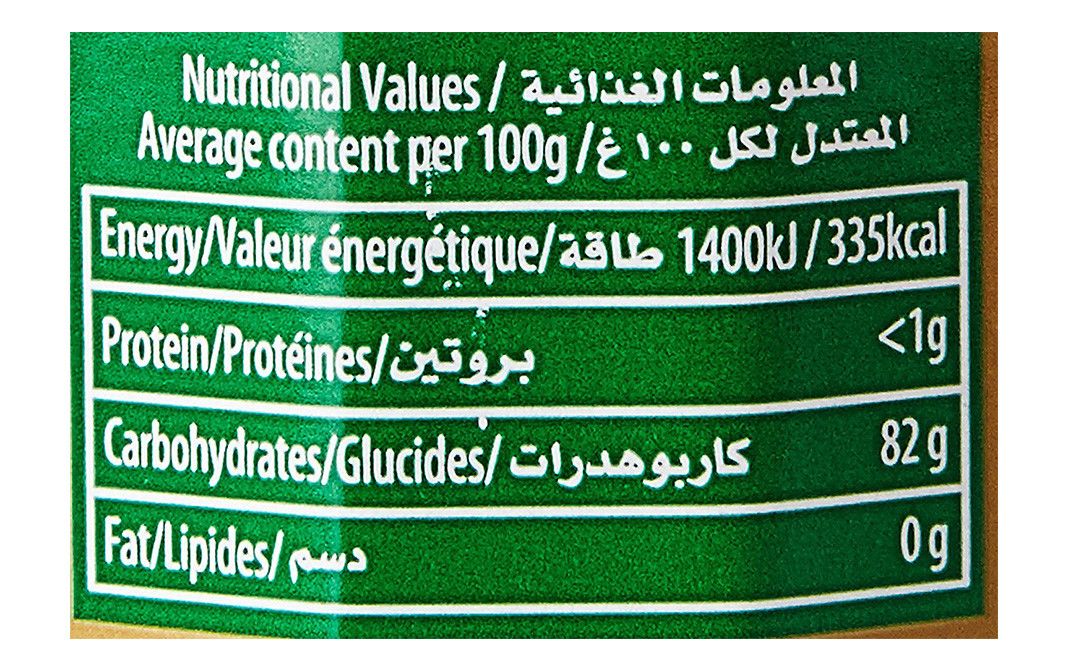 Nutritional Values / المعلومات الغذائية
Average content per 100g / المعتدل لكل ١٠٠ غ
Energy/Valeur énergétique/طاقة 1400kJ / 335kcal
Protein/Protéines/بروتين <1g
Carbohydrates/Glucides/كاربوهدرات 82 g
Fat/Lipides/دسم 0 g